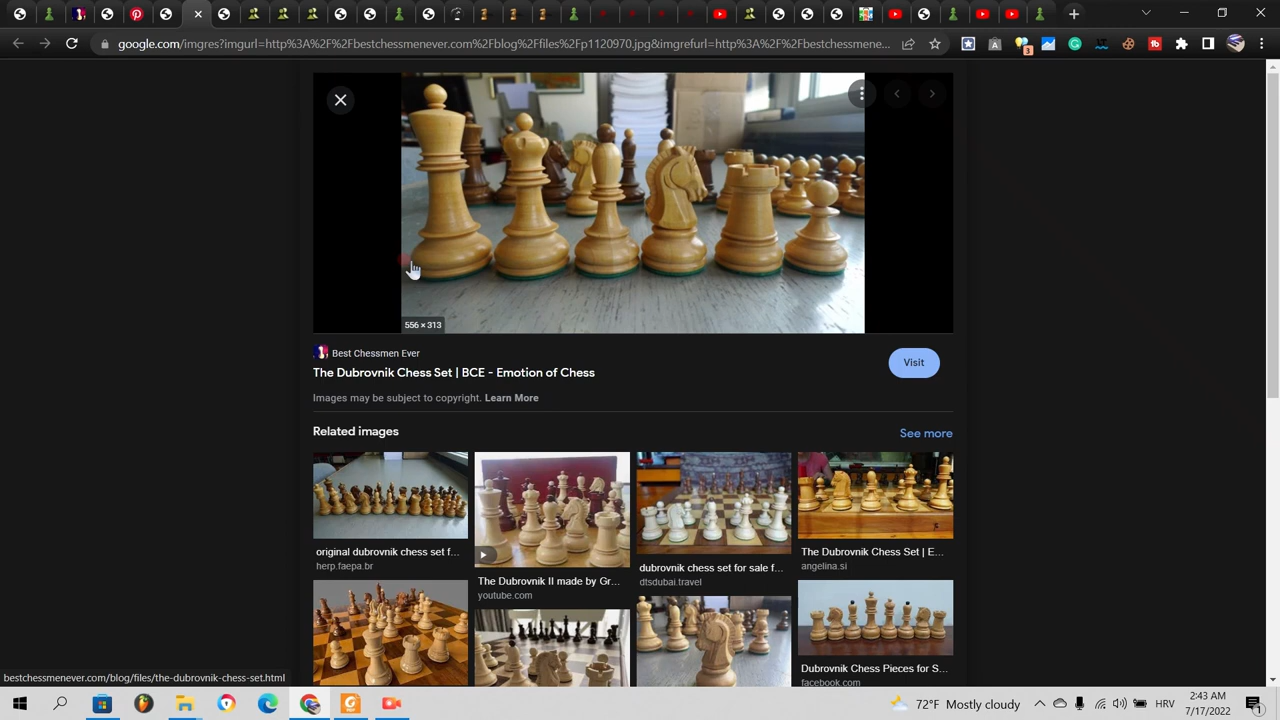 google.com/imgres?imgurl=http%3A%2F%2Fbestchessmenever.com%2Fblog%2Ffiles%2Fp1120970.jpg&imgrefurl=http%3A%2F%2Fbestchessmene...
3
556 × 313
Best Chessmen Ever
The Dubrovnik Chess Set | BCE - Emotion of Chess
Visit
Images may be subject to copyright. Learn More
Related images
See more
original dubrovnik chess set f...
herp.faepa.br
The Dubrovnik II made by Gr...
youtube.com
dubrovnik chess set for sale f...
dtsdubai.travel
The Dubrovnik Chess Set | E...
angelina.si
Dubrovnik Chess Pieces for S...
facebook.com
bestchessmenever.com/blog/files/the-dubrovnik-chess-set.html
72°F Mostly cloudy
HRV
2:43 AM
7/17/2022
1